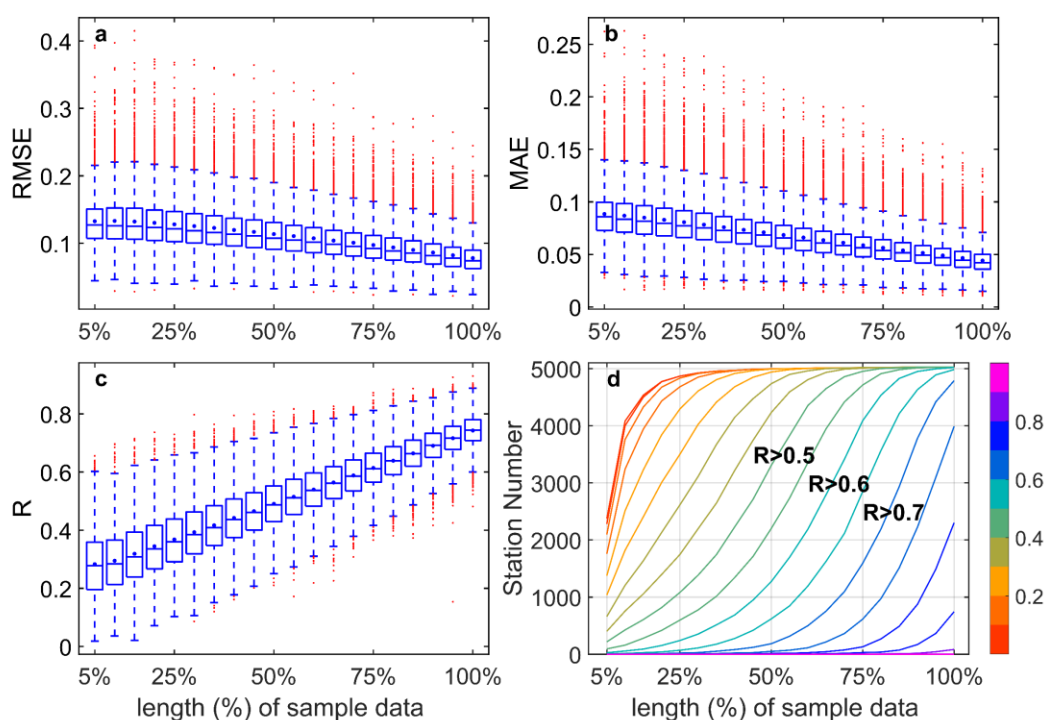 a
RMSE
0.4
0.3
0.2
0.1
5% 25% 50% 75% 100%
b
MAE
0.25
0.2
0.15
0.1
0.05
0
5% 25% 50% 75% 100%
c
R
0.8
0.6
0.4
0.2
0
5% 25% 50% 75% 100%
length (%) of sample data
d
Station Number
5000
4000
3000
2000
1000
0
R>0.5
R>0.6
R>0.7
5% 25% 50% 75% 100%
length (%) of sample data
0.8
0.6
0.4
0.2